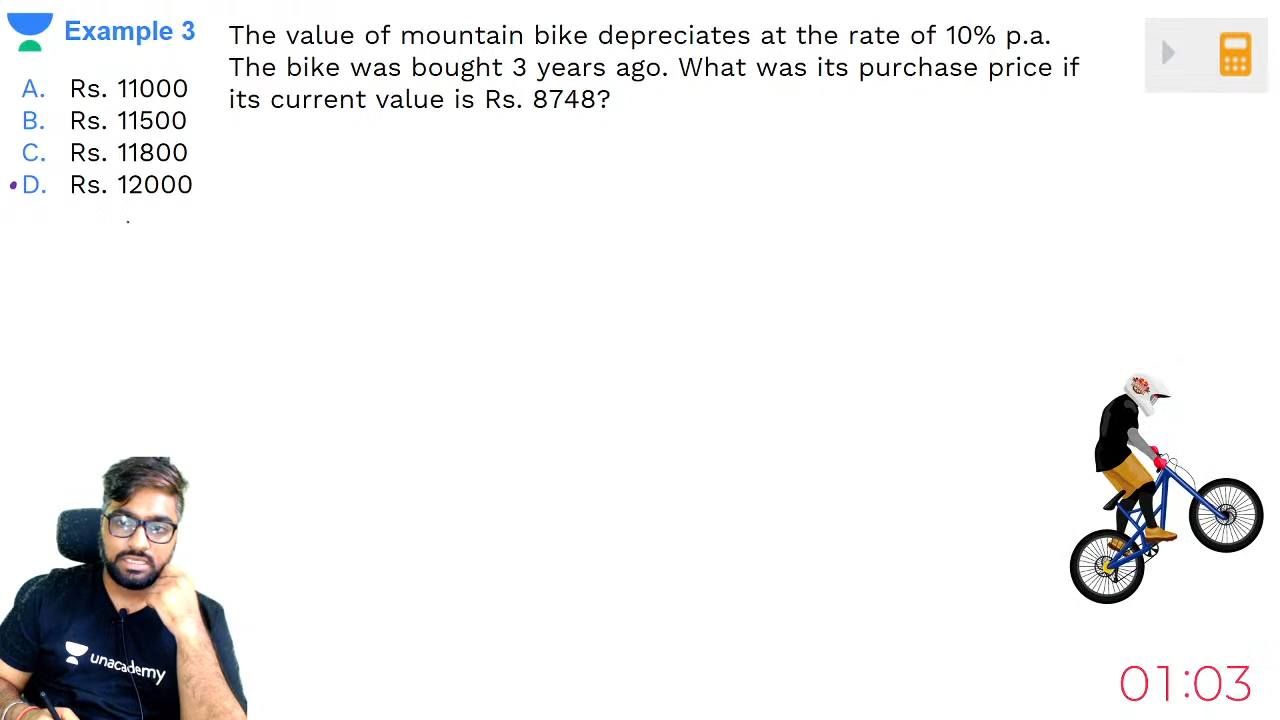 Example 3
The value of mountain bike depreciates at the rate of 10% p.a.
The bike was bought 3 years ago. What was its purchase price if
its current value is Rs. 8748?
A. Rs. 11000
B. Rs. 11500
C. Rs. 11800
D. Rs. 12000
unacademy
01:03